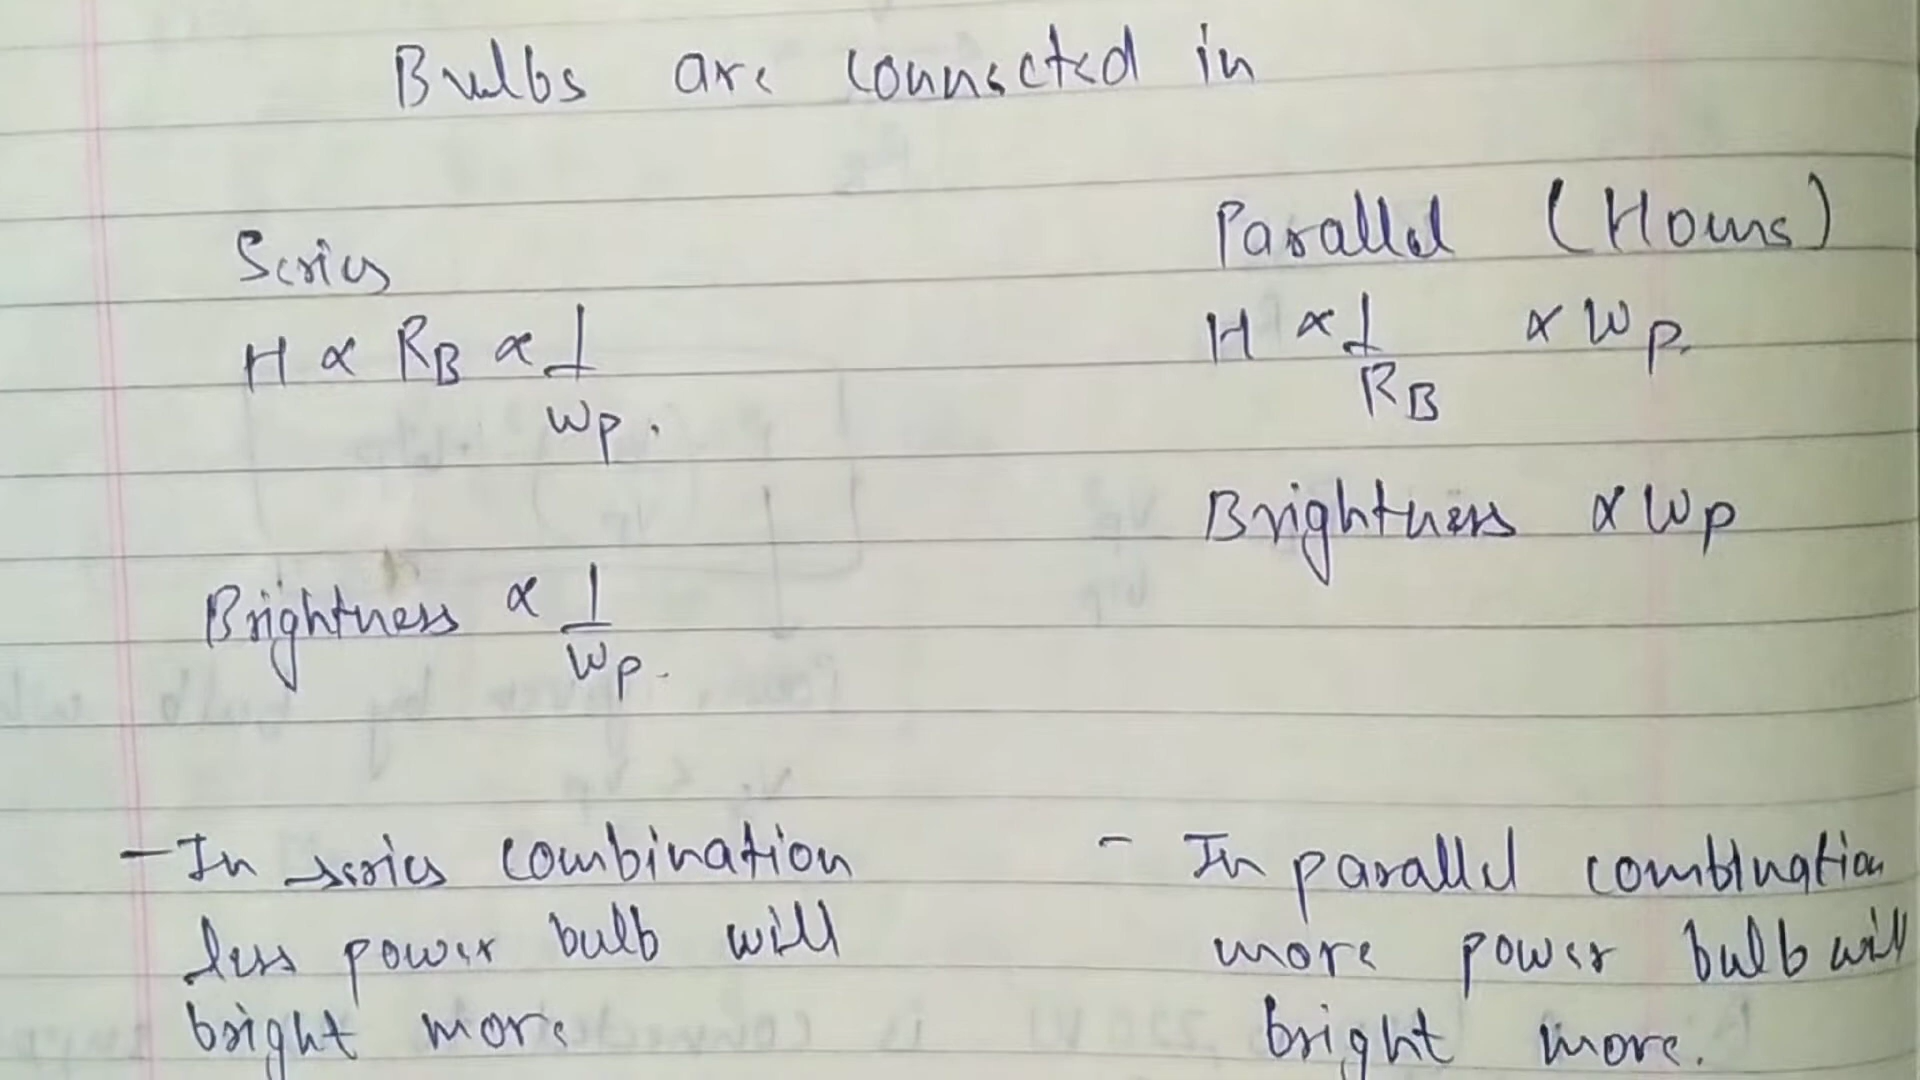 Bulbs are connected in
Series
H ∝ R_B ∝ 1/W_P.
Brightness ∝ 1/W_P.
- In series combination
less power bulb will
bright more
Parallel (Homes)
H ∝ 1/R_B ∝ W_P.
Brightness ∝ W_P
- In parallel combination
more power bulb will
bright more.